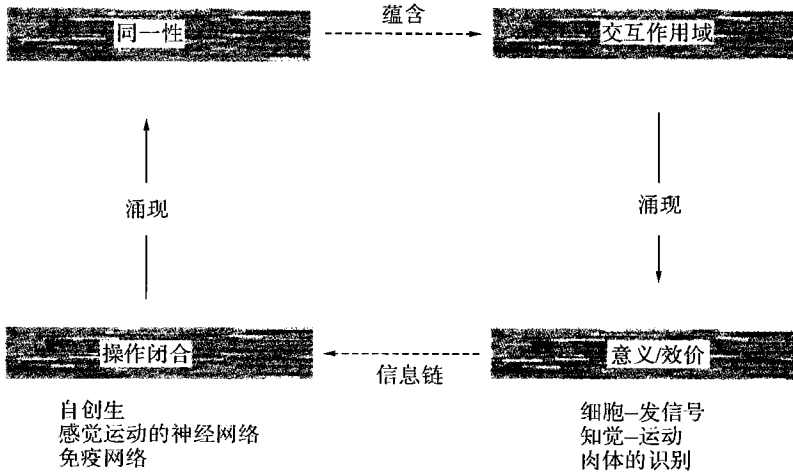 同一性
蕴含
交互作用域
涌现
涌现
操作闭合
信息链
意义/效价
自创生
感觉运动的神经网络
免疫网络
细胞–发信号
知觉–运动
肉体的识别